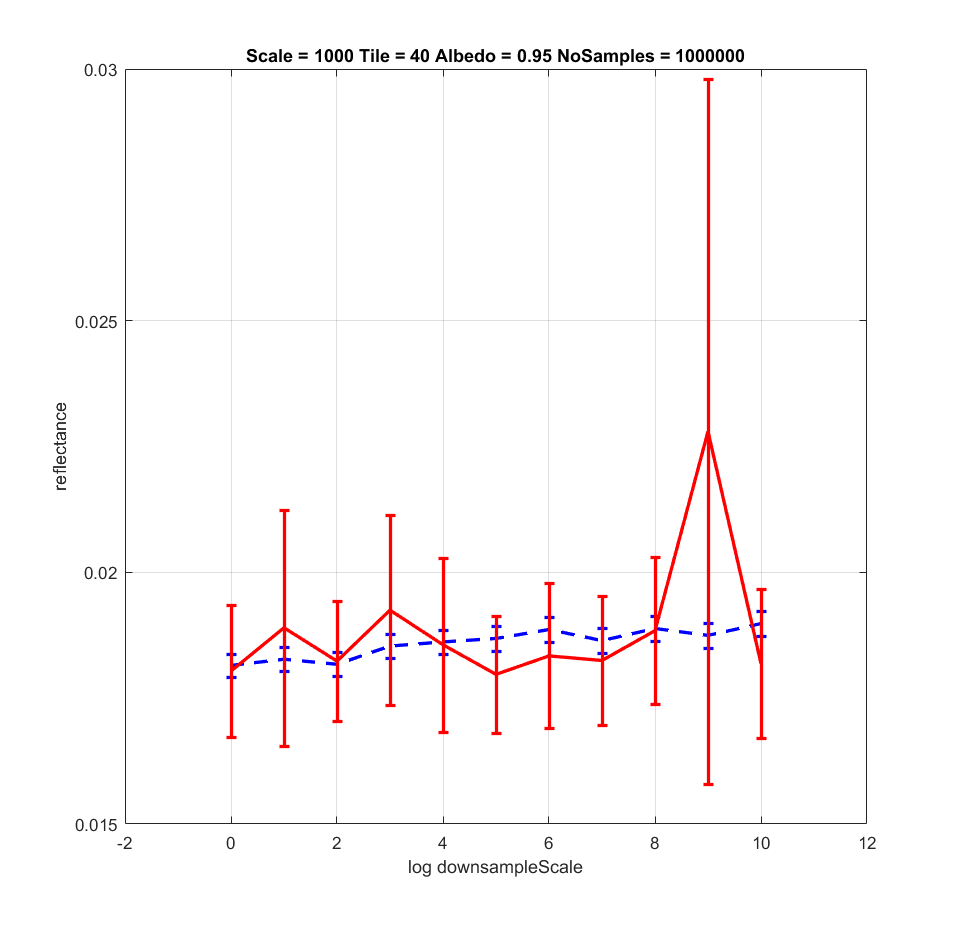 Scale = 1000 Tile = 40 Albedo = 0.95 NoSamples = 1000000
0.03
0.025
0.02
0.015
reflectance
-2 0 2 4 6 8 10 12
log downsampleScale